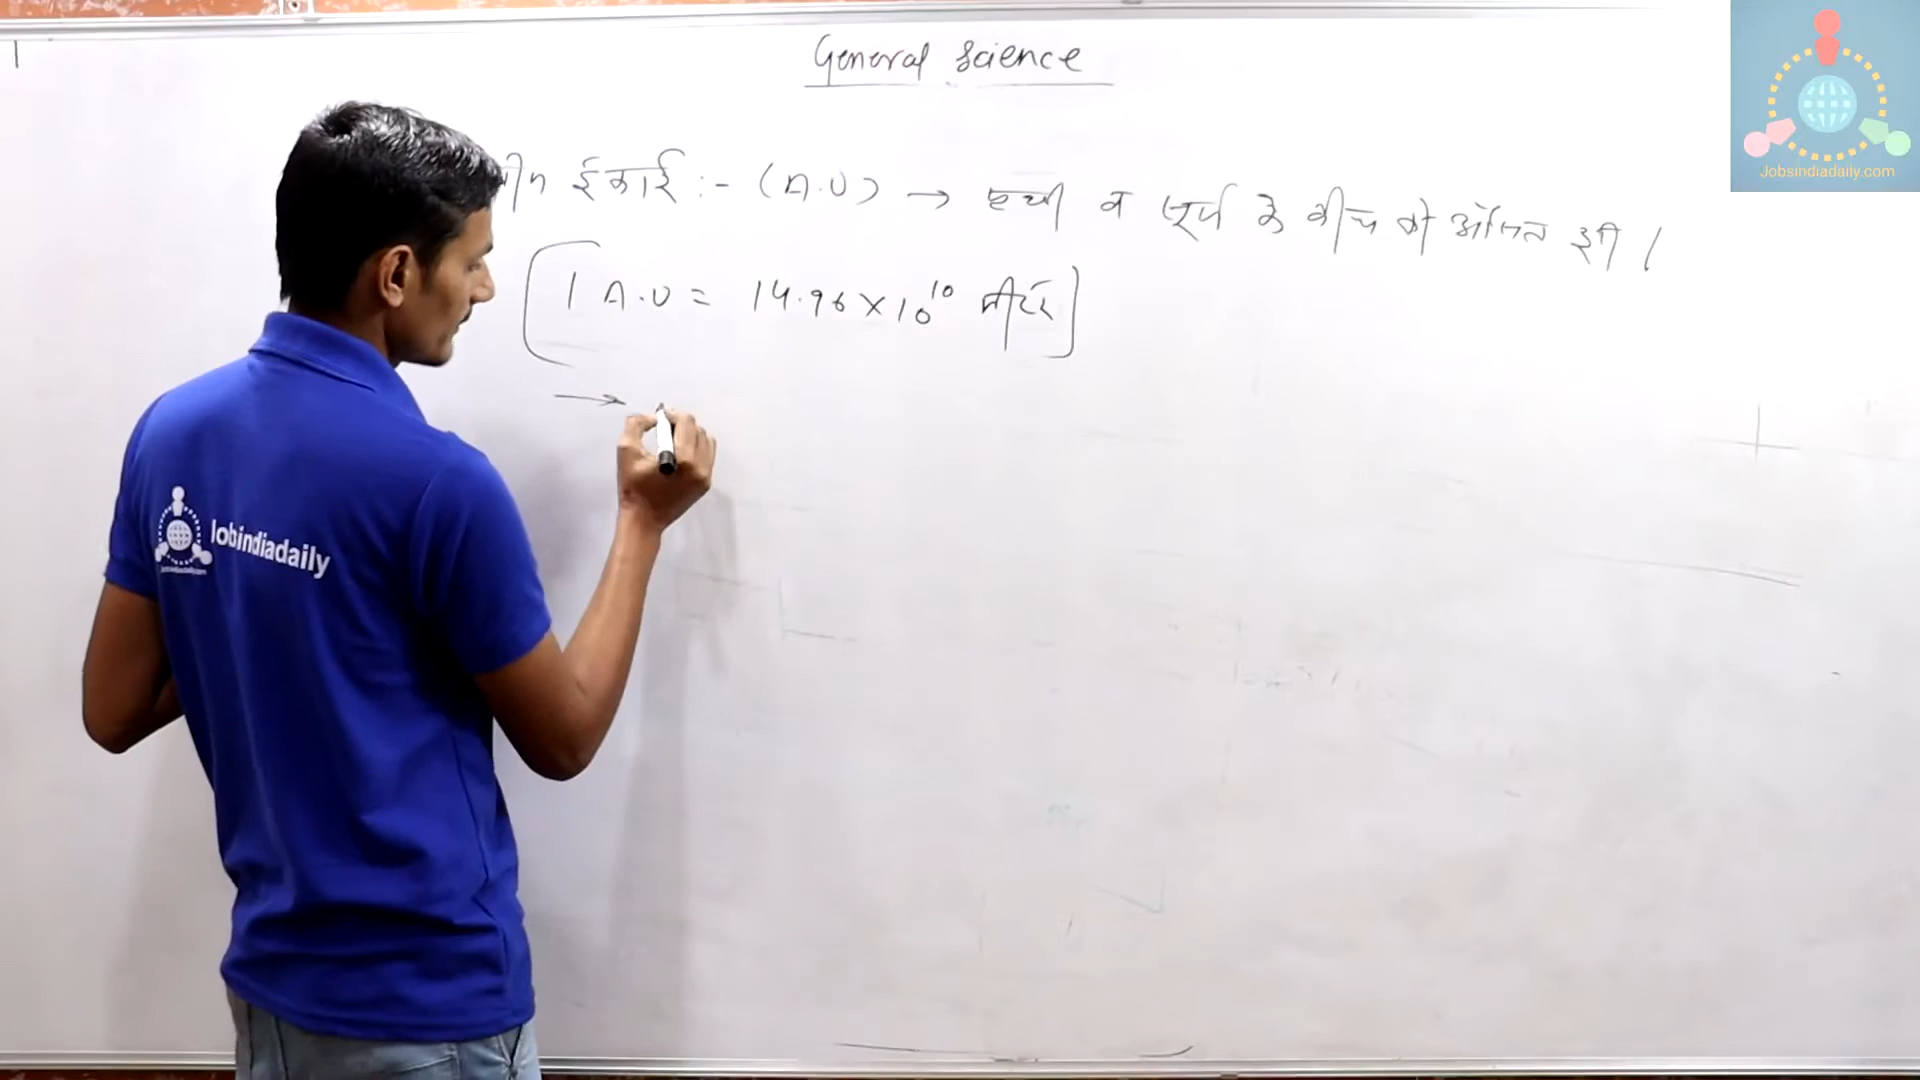 General Science
ईकाई :- (A.U) → पृथ्वी व सूर्य के बीच की औसत दूरी ।
1 A.U = 14.96 × 10¹⁰ मीटर
→
Jobindiadaily
Jobsindiadaily.com